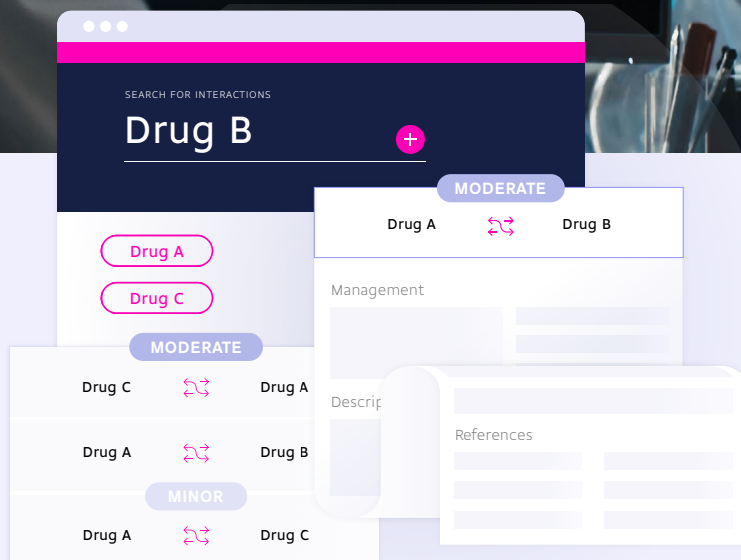 SEARCH FOR INTERACTIONS
Drug B
Drug A
Drug C
MODERATE
Drug A Drug B
Management
Descrip
References
MODERATE
Drug C Drug A
Drug A Drug B
MINOR
Drug A Drug C